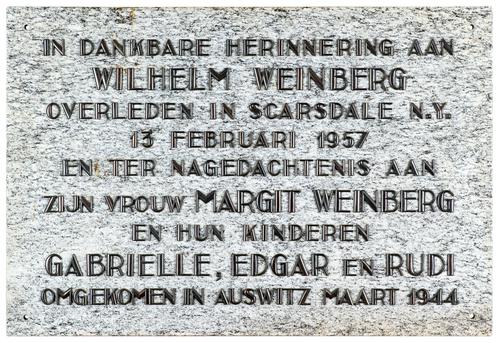 IN DANKBARE HERINNERING AAN
WILHELM WEINBERG
OVERLEDEN IN SCARSDALE N.Y.
13 FEBRUARI 1957
EN TER NAGEDACHTENIS AAN
ZIJN VROUW MARGIT WEINBERG
EN HUN KINDEREN
GABRIELLE, EDGAR EN RUDI
OMGEKOMEN IN AUSWITZ MAART 1944